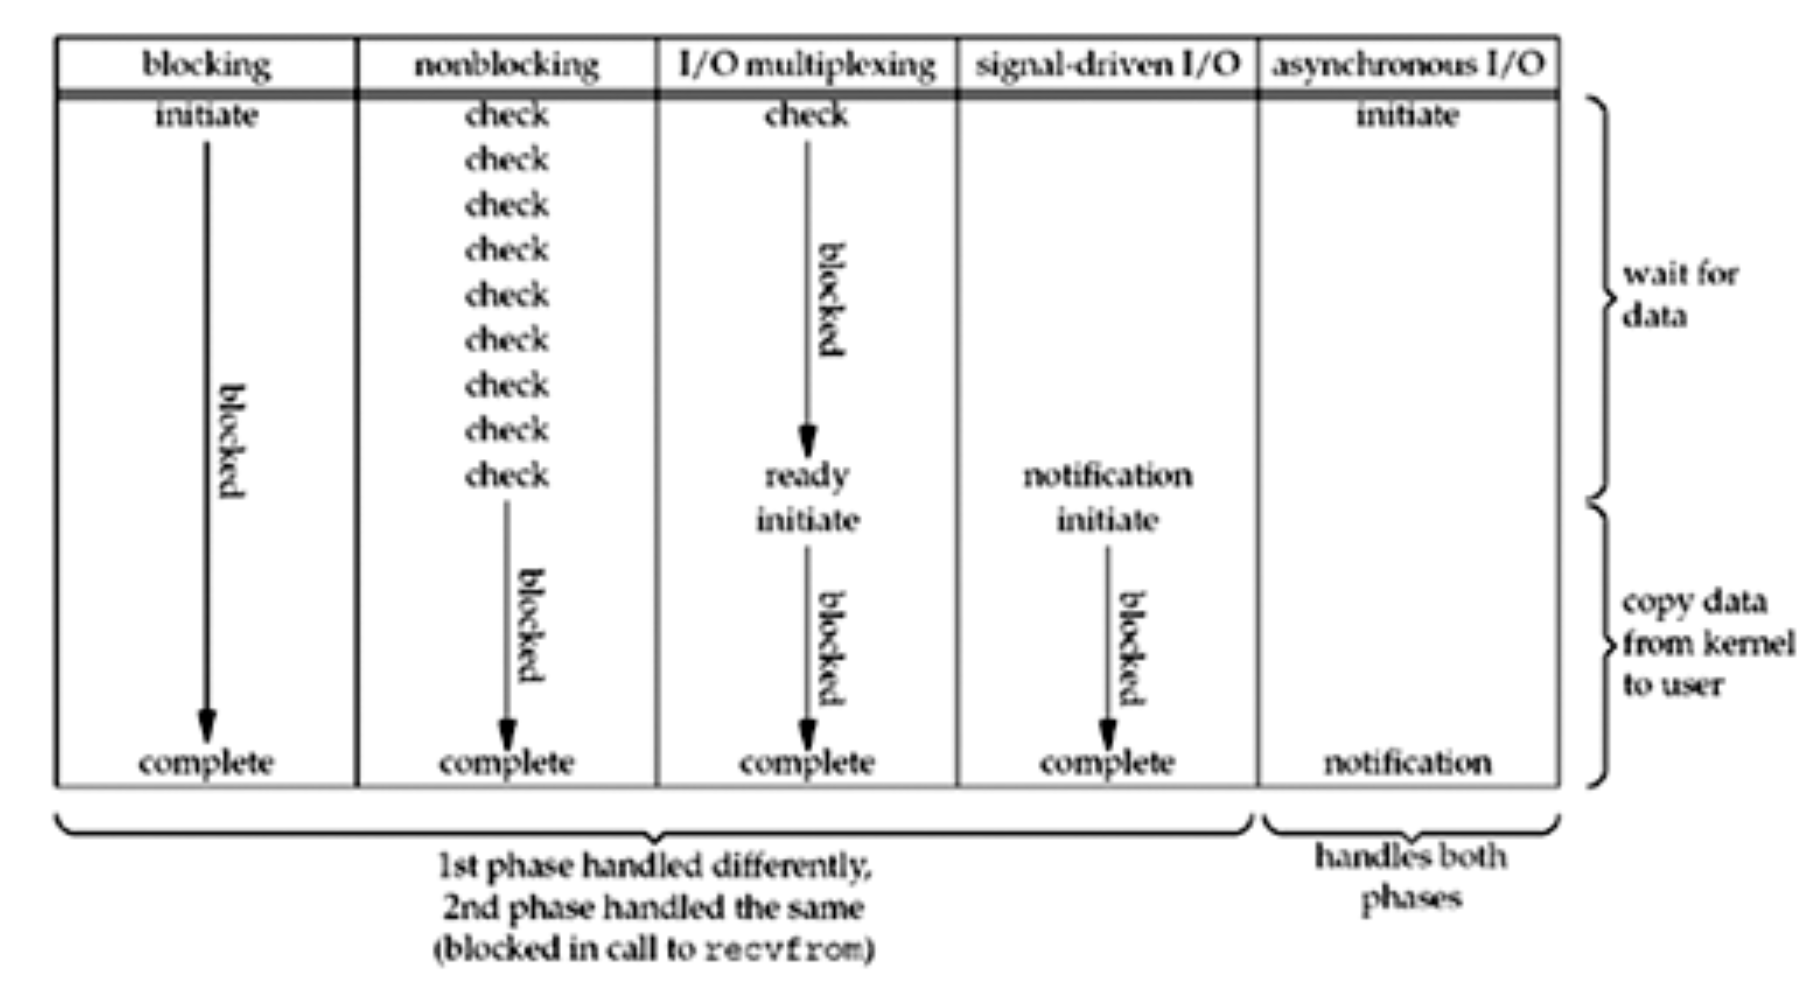 blocking nonblocking I/O multiplexing signal-driven I/O asynchronous I/O
initiate check check initiate
check
check
check
check
check
check
check
check ready notification
initiate initiate
blocked
blocked
blocked
blocked
blocked
complete complete complete complete notification
wait for
data
copy data
from kernel
to user
1st phase handled differently,
2nd phase handled the same
(blocked in call to recvfrom)
handles both
phases